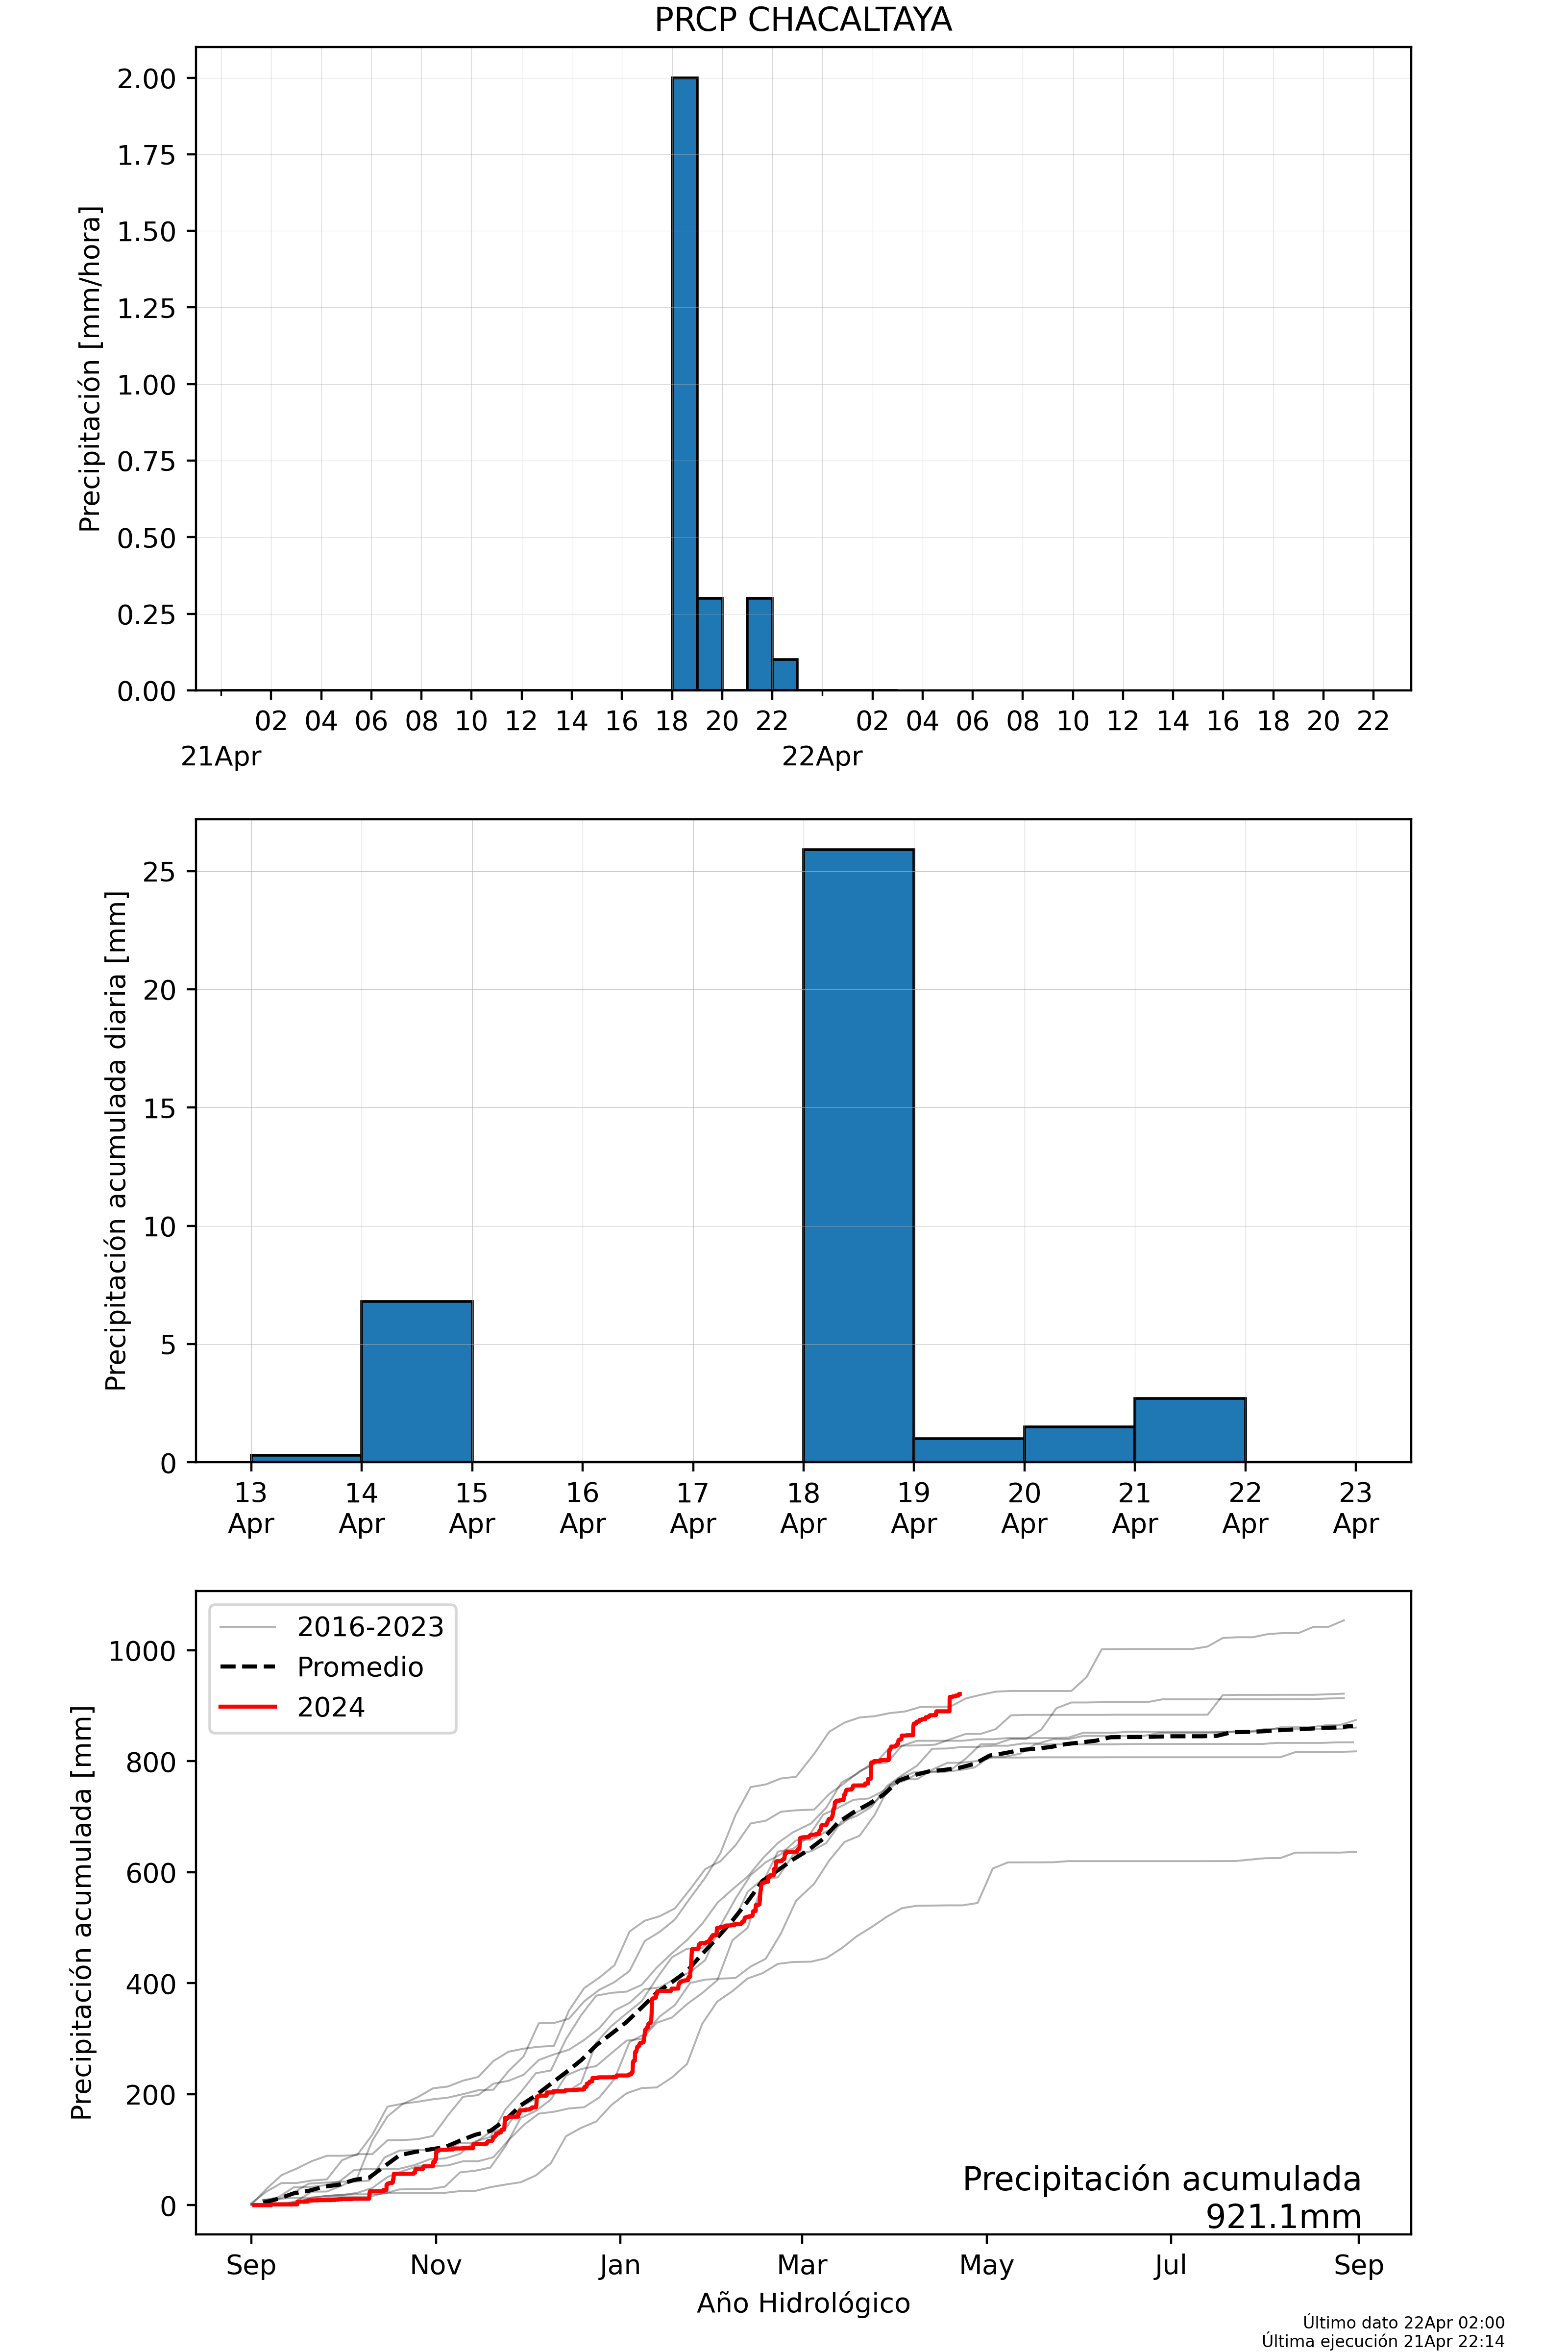 PRCP CHACALTAYA
Precipitación [mm/hora]
2.00
1.75
1.50
1.25
1.00
0.75
0.50
0.25
0.00
02 04 06 08 10 12 14 16 18 20 22 02 04 06 08 10 12 14 16 18 20 22
21Apr 22Apr
Precipitación acumulada diaria [mm]
25
20
15
10
5
0
13 14 15 16 17 18 19 20 21 22 23
Apr Apr Apr Apr Apr Apr Apr Apr Apr Apr Apr
Precipitación acumulada [mm]
1000
800
600
400
200
0
2016-2023
Promedio
2024
Precipitación acumulada
921.1mm
Sep Nov Jan Mar May Jul Sep
Año Hidrológico
Último dato 22Apr 02:00
Última ejecución 21Apr 22:14